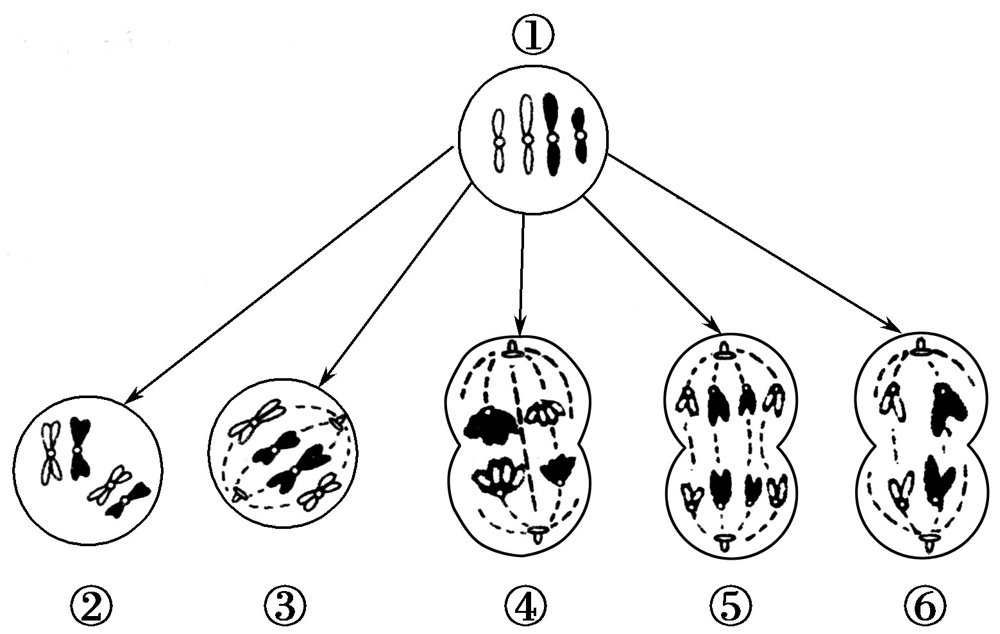 ①
② ③ ④ ⑤ ⑥